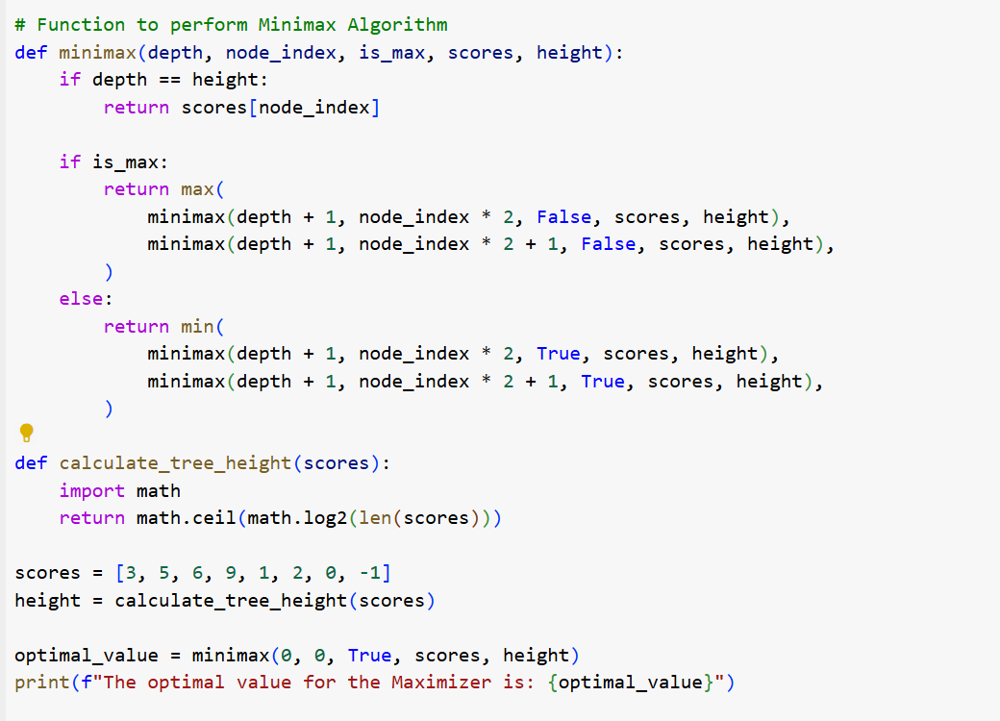 # Function to perform Minimax Algorithm
def minimax(depth, node_index, is_max, scores, height):
    if depth == height:
        return scores[node_index]

    if is_max:
        return max(
            minimax(depth + 1, node_index * 2, False, scores, height),
            minimax(depth + 1, node_index * 2 + 1, False, scores, height),
        )
    else:
        return min(
            minimax(depth + 1, node_index * 2, True, scores, height),
            minimax(depth + 1, node_index * 2 + 1, True, scores, height),
        )

def calculate_tree_height(scores):
    import math
    return math.ceil(math.log2(len(scores)))

scores = [3, 5, 6, 9, 1, 2, 0, -1]
height = calculate_tree_height(scores)

optimal_value = minimax(0, 0, True, scores, height)
print(f"The optimal value for the Maximizer is: {optimal_value}")